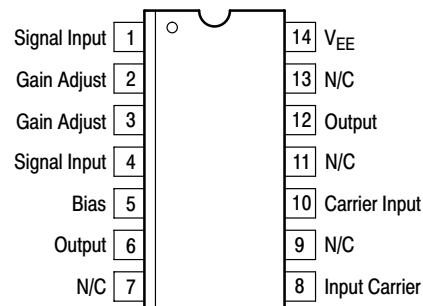 Signal Input 1
Gain Adjust 2
Gain Adjust 3
Signal Input 4
Bias 5
Output 6
N/C 7
14 VEE
13 N/C
12 Output
11 N/C
10 Carrier Input
9 N/C
8 Input Carrier